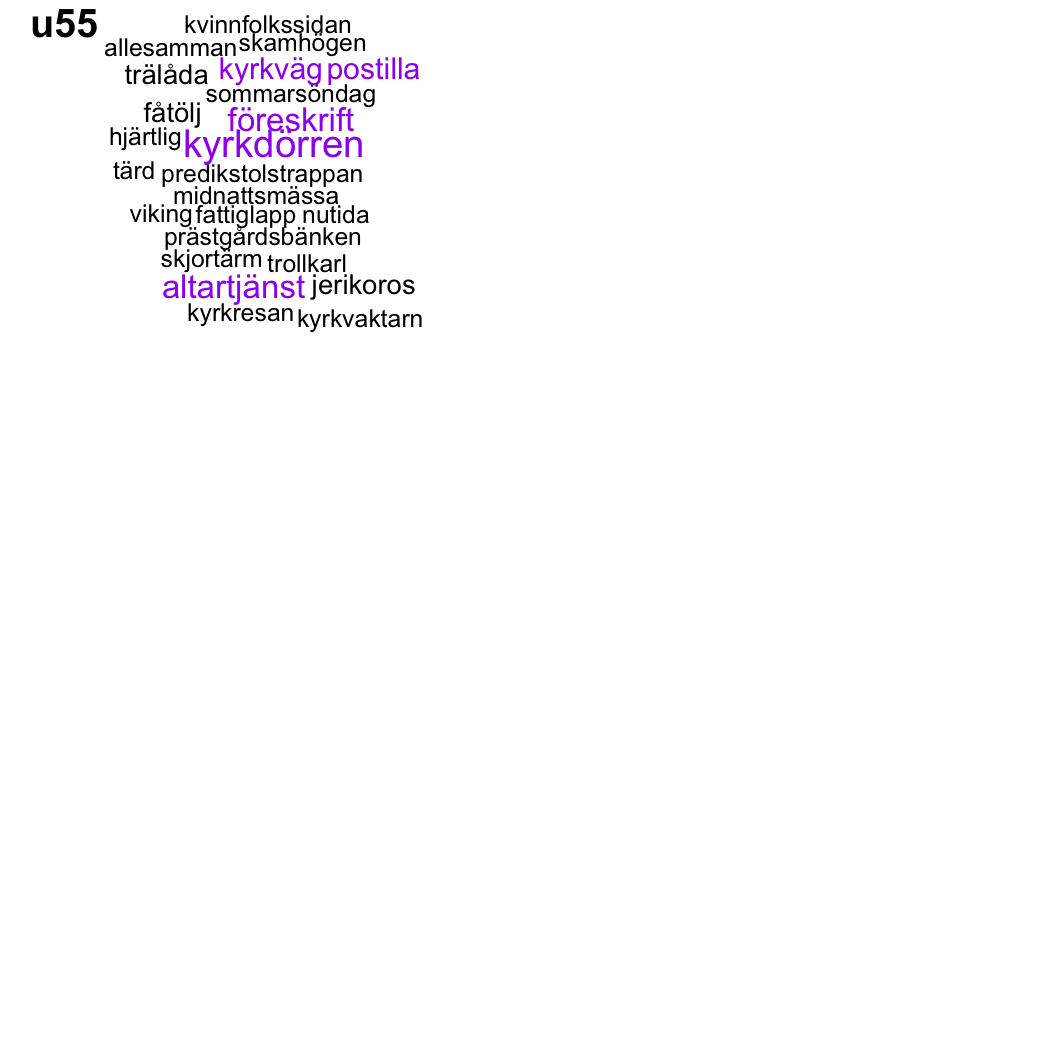 u55
kvinnfolkssidan
allesamman skamhögen
trälåda kyrkväg postilla
sommarsöndag
fåtölj föreskrift
hjärtlig kyrkdörren
tärd predikstolstrappan
midnattsmässa
viking fattiglapp nutida
prästgårdsbänken
skjortärm trollkarl
altartjänst jerikoros
kyrkresan kyrkvaktarn